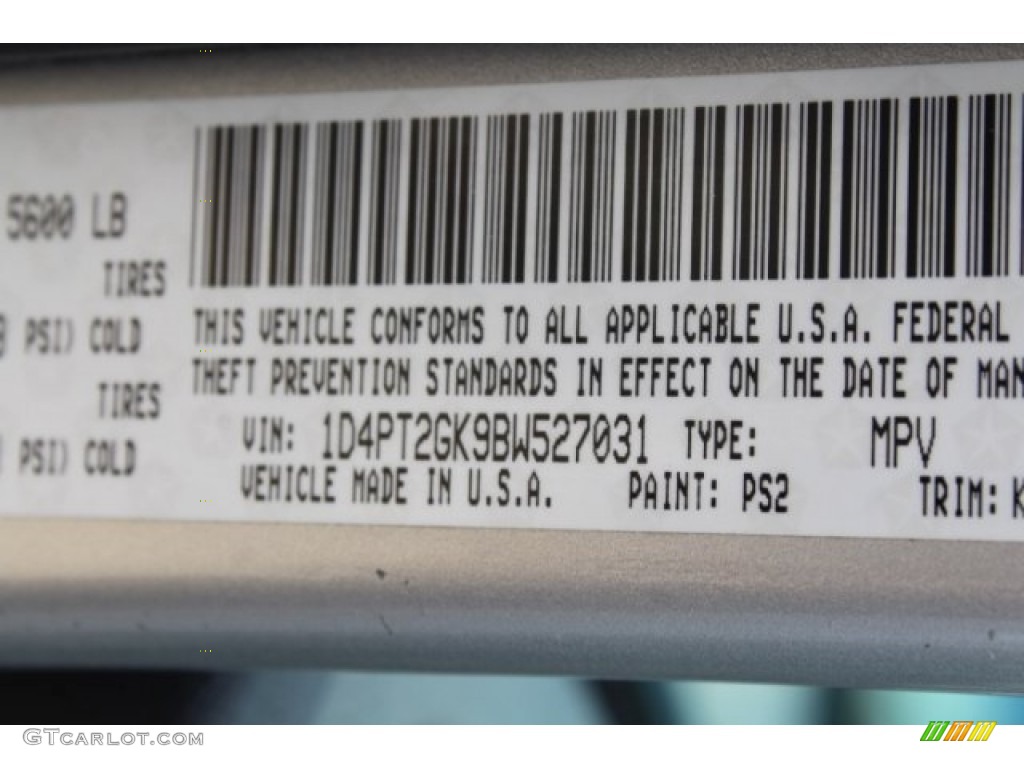 5600 LB
TIRES
PSI) COLD
TIRES
PSI) COLD
THIS VEHICLE CONFORMS TO ALL APPLICABLE U.S.A. FEDERAL
THEFT PREVENTION STANDARDS IN EFFECT ON THE DATE OF MAN
VIN: 1D4PT2GK9BW527031 TYPE: MPV
VEHICLE MADE IN U.S.A. PAINT: PS2 TRIM: K
GTCARLOT.COM